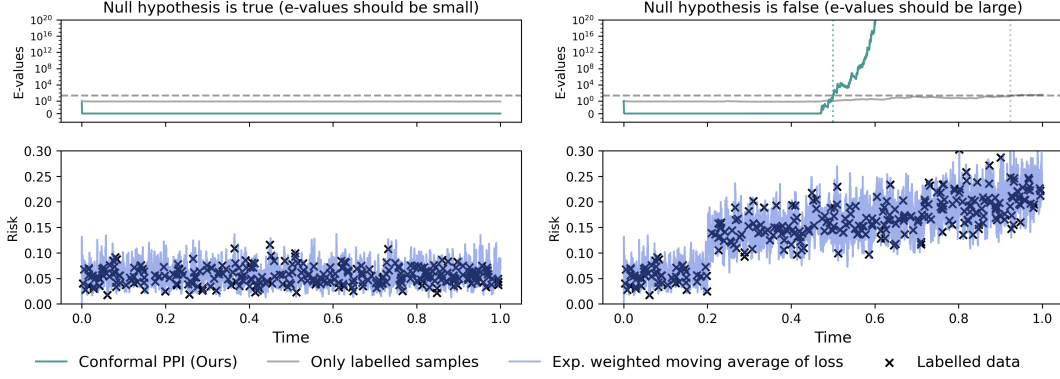 Null hypothesis is true (e-values should be small)
Null hypothesis is false (e-values should be large)
E-values
10^20
10^16
10^12
10^8
10^4
10^0
0
E-values
10^20
10^16
10^12
10^8
10^4
10^0
0
Risk
0.30
0.25
0.20
0.15
0.10
0.05
0.00
0.0 0.2 0.4 0.6 0.8 1.0
Time
Risk
0.30
0.25
0.20
0.15
0.10
0.05
0.00
0.0 0.2 0.4 0.6 0.8 1.0
Time
Conformal PPI (Ours) Only labelled samples Exp. weighted moving average of loss Labelled data